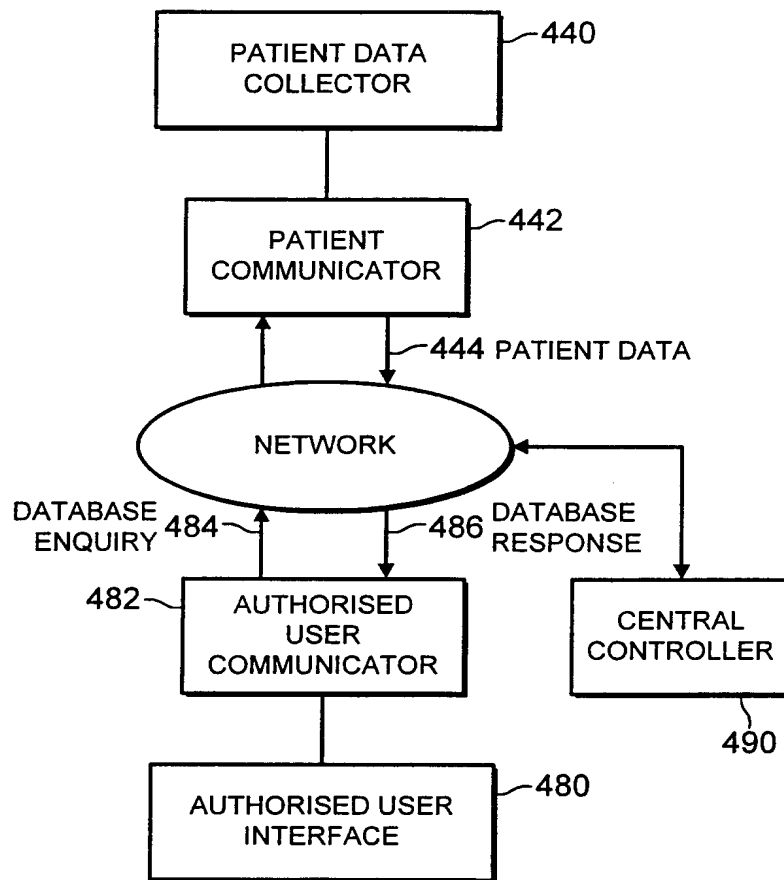 PATIENT DATA
COLLECTOR
440
PATIENT
COMMUNICATOR
442
444 PATIENT DATA
NETWORK
DATABASE
ENQUIRY
484
486
DATABASE
RESPONSE
482
AUTHORISED
USER
COMMUNICATOR
CENTRAL
CONTROLLER
490
AUTHORISED USER
INTERFACE
480